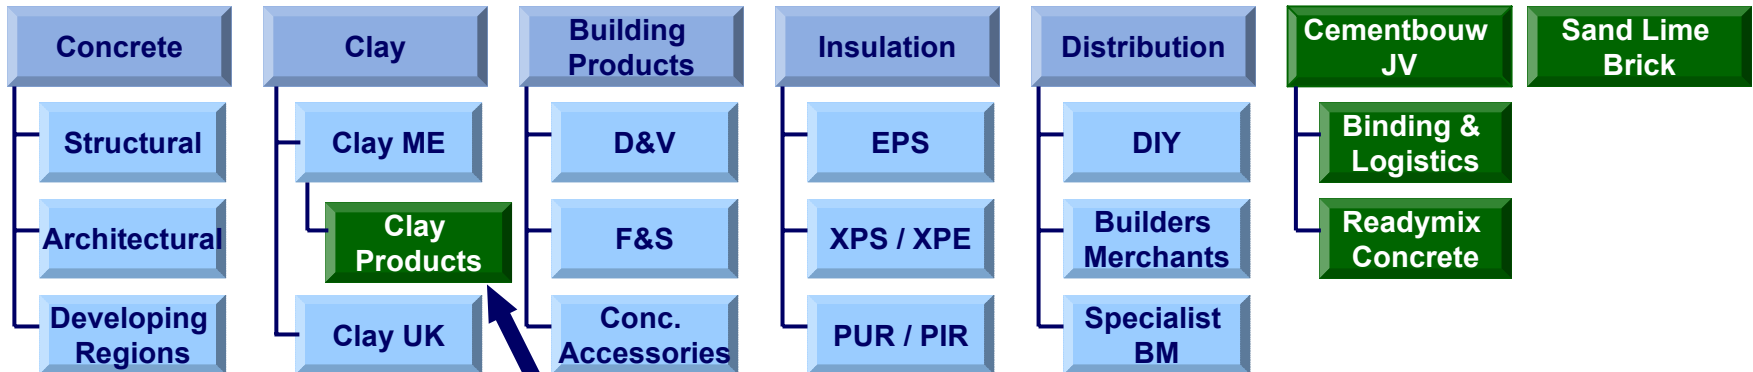 Concrete
Structural
Architectural
Developing
Regions
Clay
Clay ME
Clay
Products
Clay UK
Building
Products
D&V
F&S
Conc.
Accessories
Insulation
EPS
XPS / XPE
PUR / PIR
Distribution
DIY
Builders
Merchants
Specialist
BM
Cementbouw
JV
Binding &
Logistics
Readymix
Concrete
Sand Lime
Brick